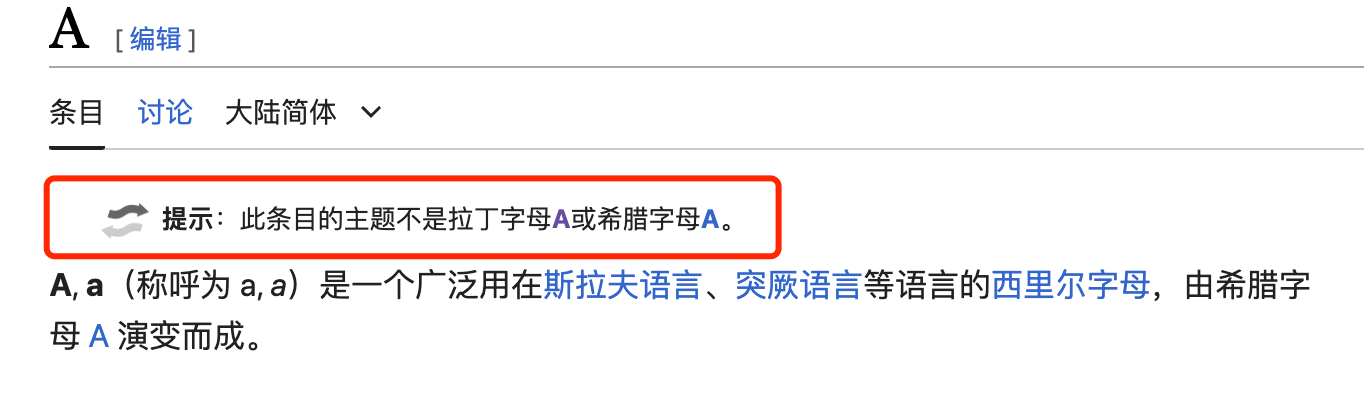 А [编辑]
条目 讨论 大陆简体
提示：此条目的主题不是拉丁字母A或希腊字母Α。
А, а（称呼为 а, а）是一个广泛用在斯拉夫语言、突厥语言等语言的西里尔字母，由希腊字
母 Α 演变而成。